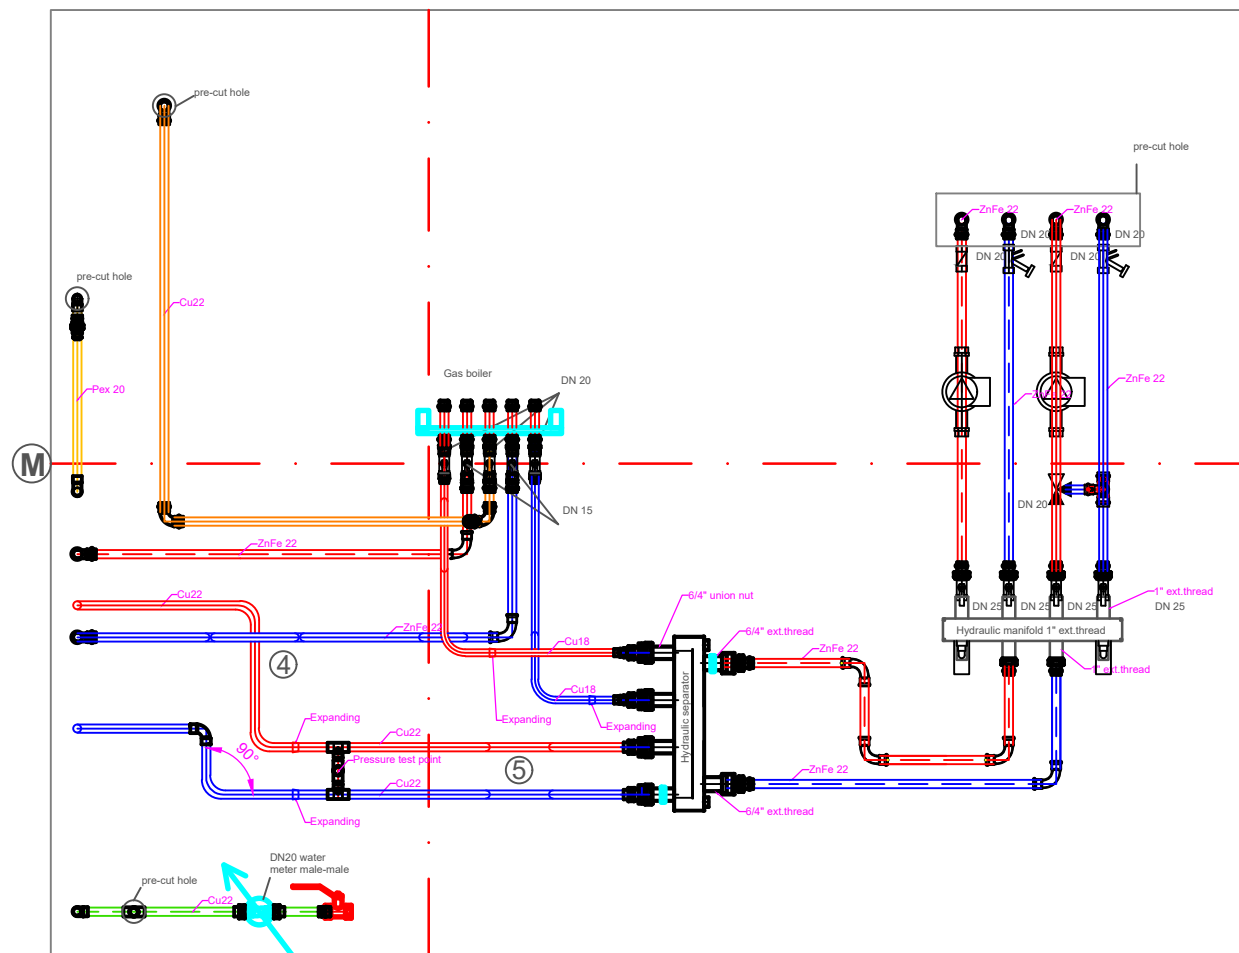 pre-cut hole
pre-cut hole
ZnFe 22
ZnFe 22
DN 20
DN 20
DN 20
DN 20
pre-cut hole
Cu22
Gas boiler
DN 20
Pex 20
ZnFe 22
M
DN 20
DN 15
ZnFe 22
Cu22
1" ext.thread
DN 25
DN 25
DN 25
DN 25
ZnFe 22
6/4" union nut
6/4" ext.thread
Hydraulic manifold 1" ext.thread
Cu18
ZnFe 22
1" ext.thread
4
Cu18
Hydraulic separator
Expanding
Expanding
Expanding
Cu22
90°
Pressure test point
5
Cu22
ZnFe 22
Expanding
6/4" ext.thread
DN20 water
meter male-male
pre-cut hole
Cu22